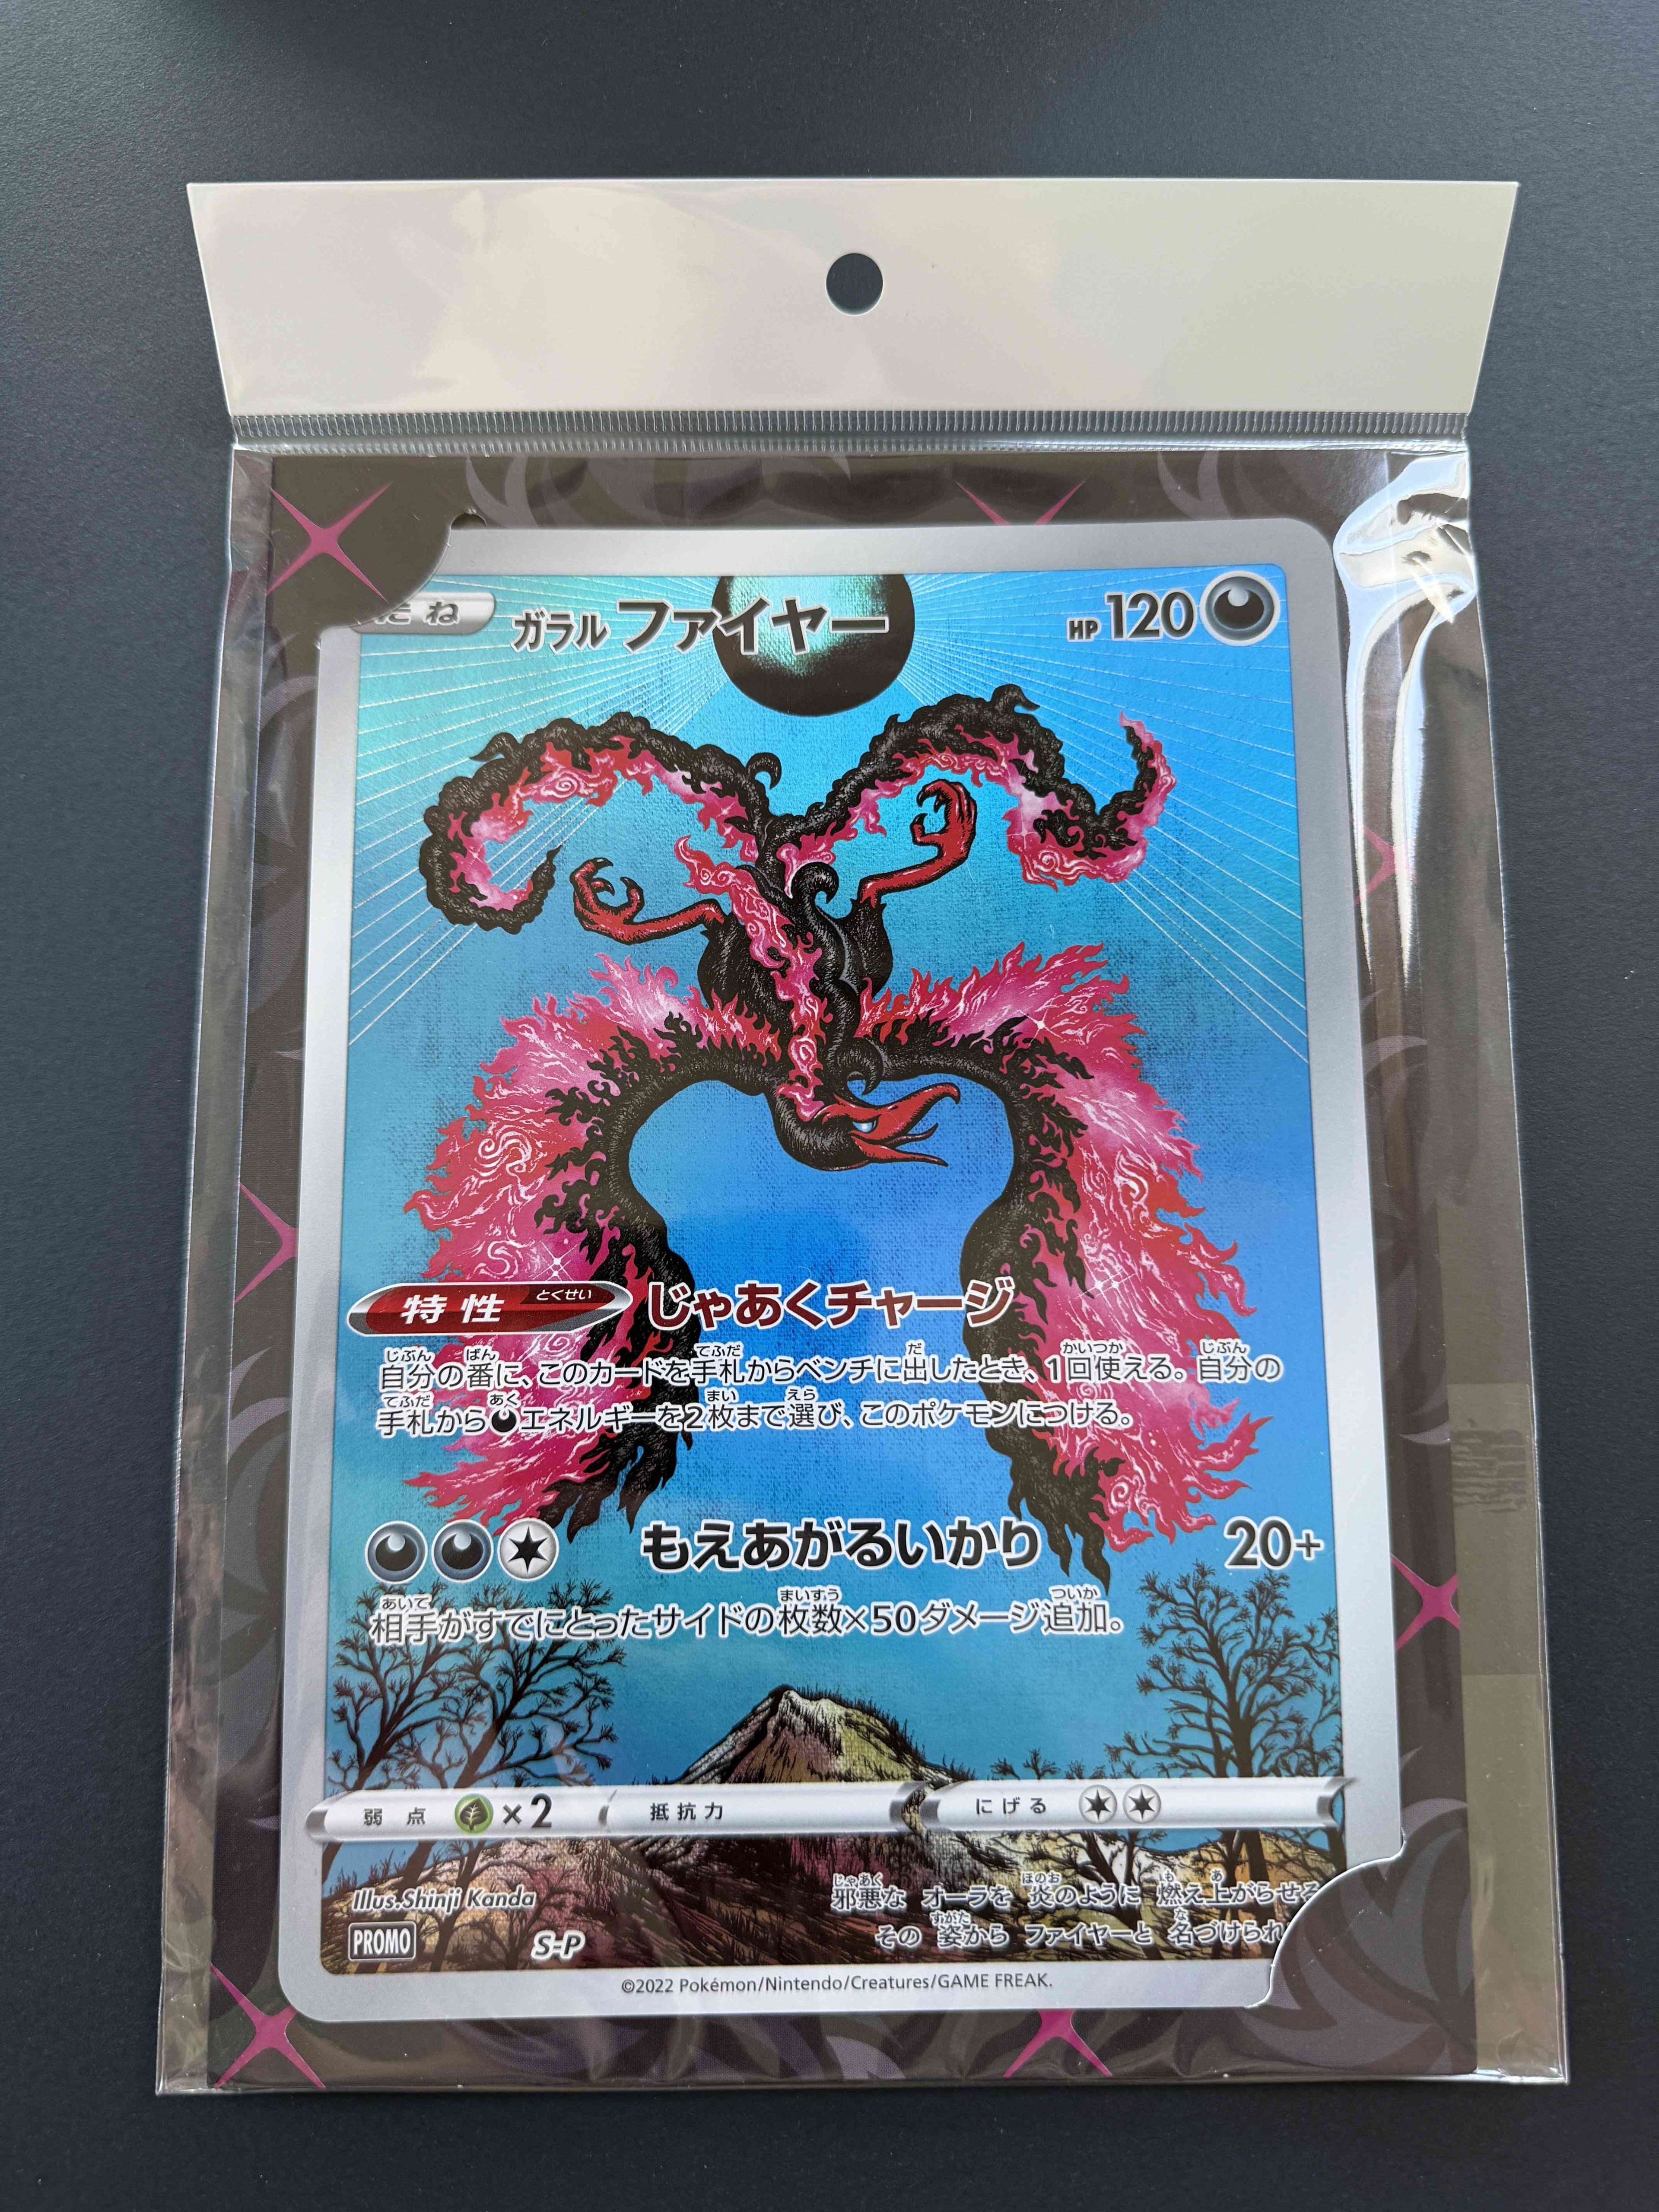 たね ガラル ファイヤー HP 120
特性 とくせい じゃあくチャージ
自分の番に、このカードを手札からベンチに出したとき、1回使える。自分の
手札からエネルギーを2枚まで選び、このポケモンにつける。
もえあがるいかり 20+
相手がすでにとったサイドの枚数×50ダメージ追加。
弱点 ×2 抵抗力 にげる
Illus. Shinji Kanda
邪悪な オーラを 炎のように 燃え上がらせる
PROMO S-P
その 姿から ファイヤーと 名づけられ
©2022 Pokémon/Nintendo/Creatures/GAME FREAK.